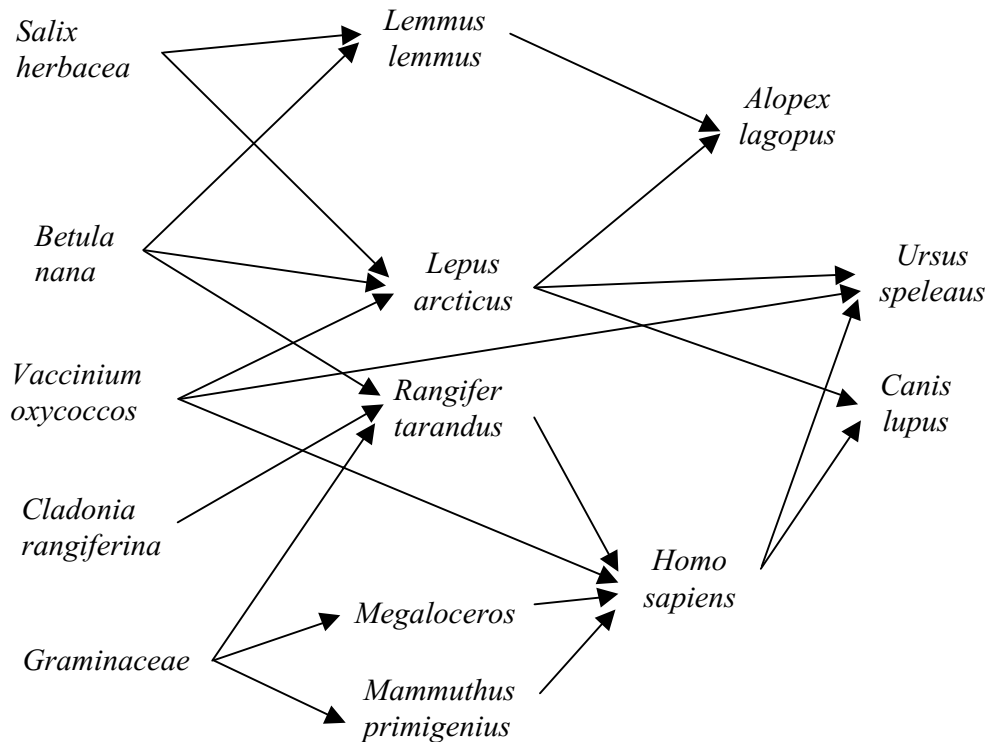 Salix
herbacea
Lemmus
lemmus
Alopex
lagopus
Betula
nana
Lepus
arcticus
Ursus
speleaus
Vaccinium
oxycoccos
Rangifer
tarandus
Canis
lupus
Cladonia
rangiferina
Homo
sapiens
Megaloceros
Graminaceae
Mammuthus
primigenius